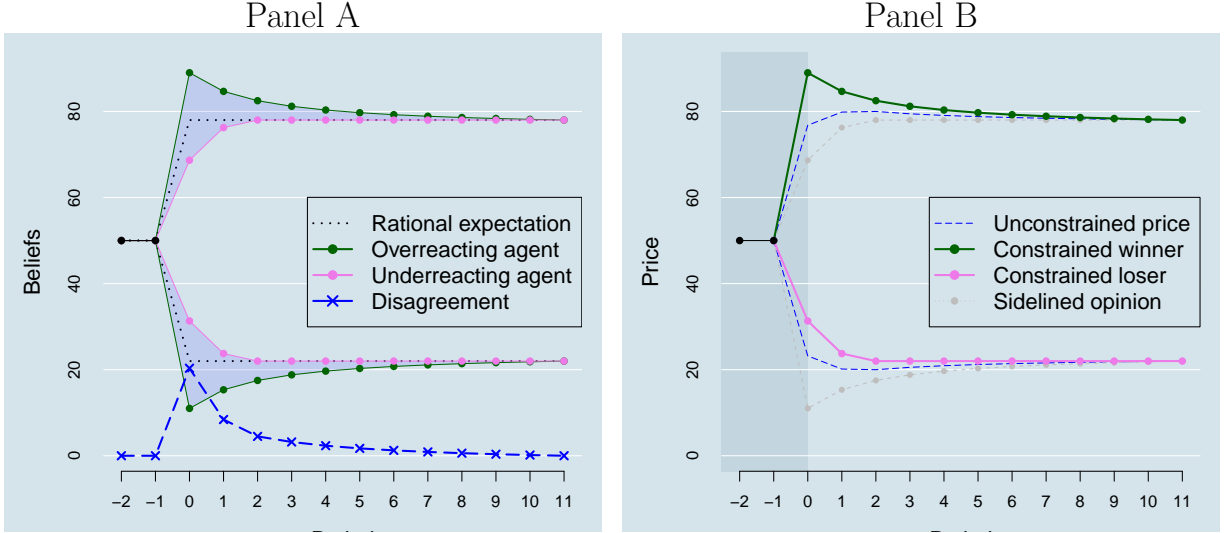 Panel A
Beliefs
80
60
40
20
0
Rational expectation
Overreacting agent
Underreacting agent
Disagreement
−2 −1 0 1 2 3 4 5 6 7 8 9 10 11
Panel B
Price
80
60
40
20
0
Unconstrained price
Constrained winner
Constrained loser
Sidelined opinion
−2 −1 0 1 2 3 4 5 6 7 8 9 10 11